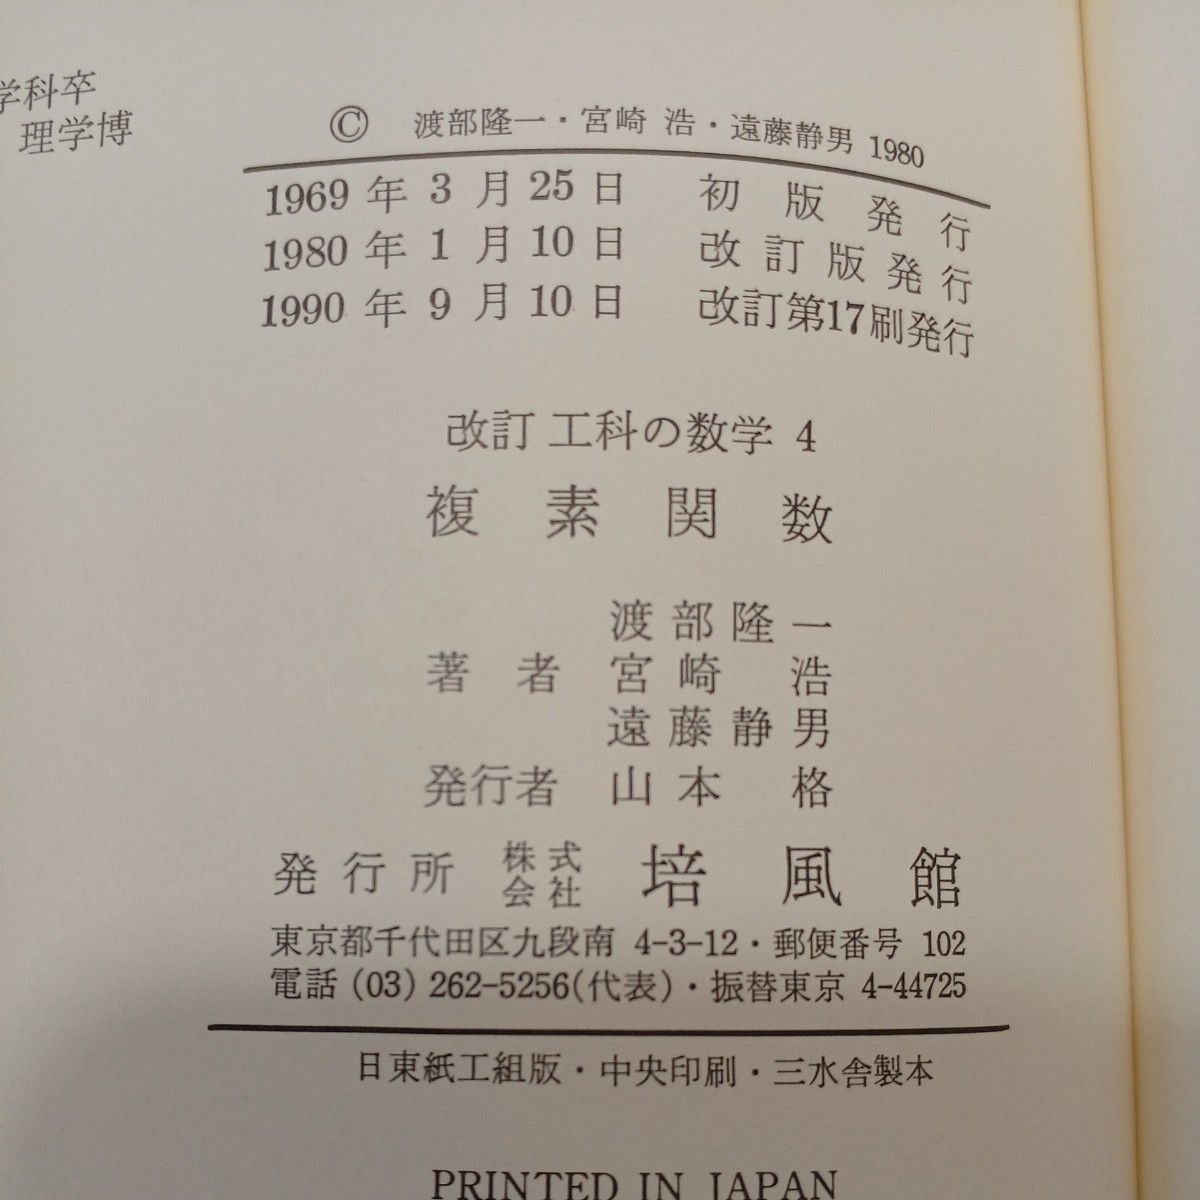 学科卒
理学博
© 渡部隆一・宮崎 浩・遠藤静男 1980
1969 年 3 月 25 日 初版発行
1980 年 1 月 10 日 改訂版発行
1990 年 9 月 10 日 改訂第17刷発行
改訂 工科の数学 4
複素関数
渡部隆一
著者 宮崎 浩
遠藤静男
発行者 山本 格
発行所 株式会社 培風館
東京都千代田区九段南 4-3-12・郵便番号 102
電話 (03) 262-5256(代表)・振替東京 4-44725
日東紙工組版・中央印刷・三水舎製本
PRINTED IN JAPAN